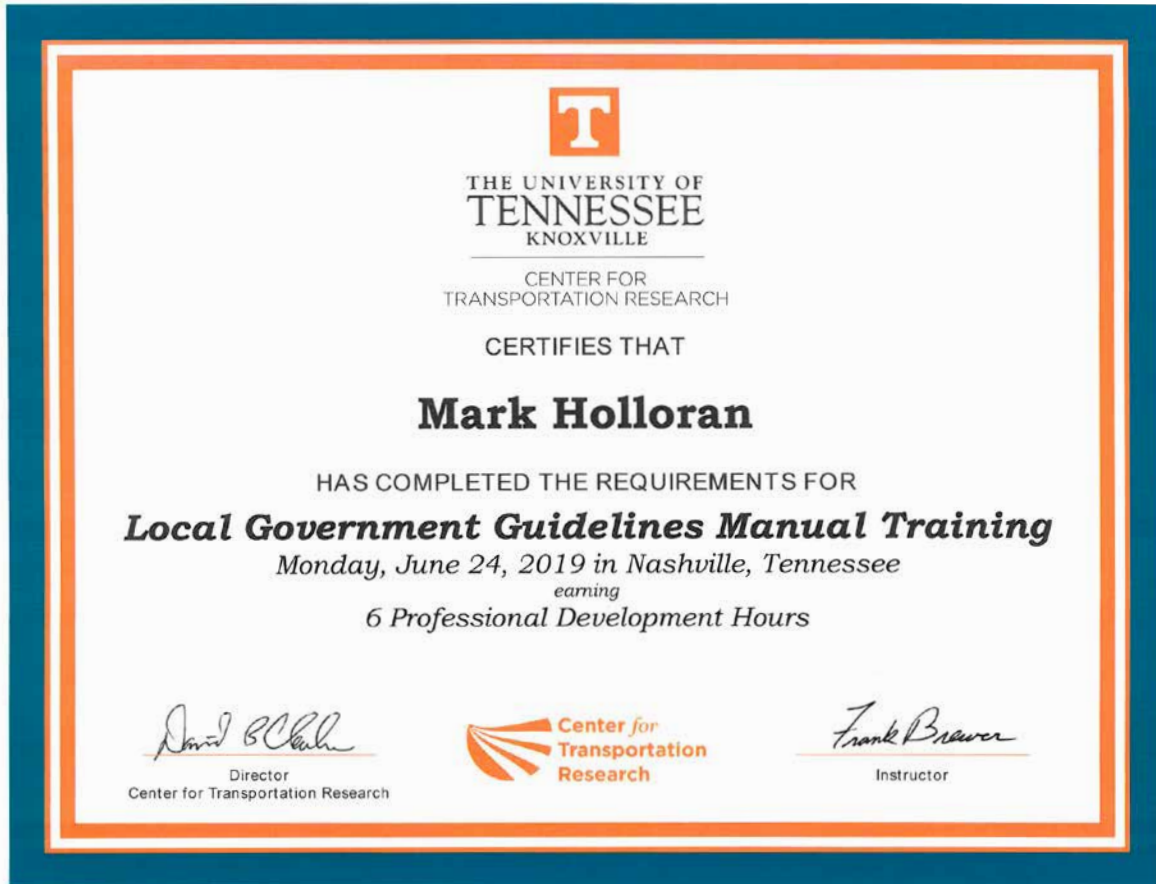 T
THE UNIVERSITY OF
TENNESSEE
KNOXVILLE
CENTER FOR
TRANSPORTATION RESEARCH
CERTIFIES THAT
Mark Holloran
HAS COMPLETED THE REQUIREMENTS FOR
Local Government Guidelines Manual Training
Monday, June 24, 2019 in Nashville, Tennessee
earning
6 Professional Development Hours
David B
Director
Center for Transportation Research
Center for
Transportation
Research
Frank Brewer
Instructor